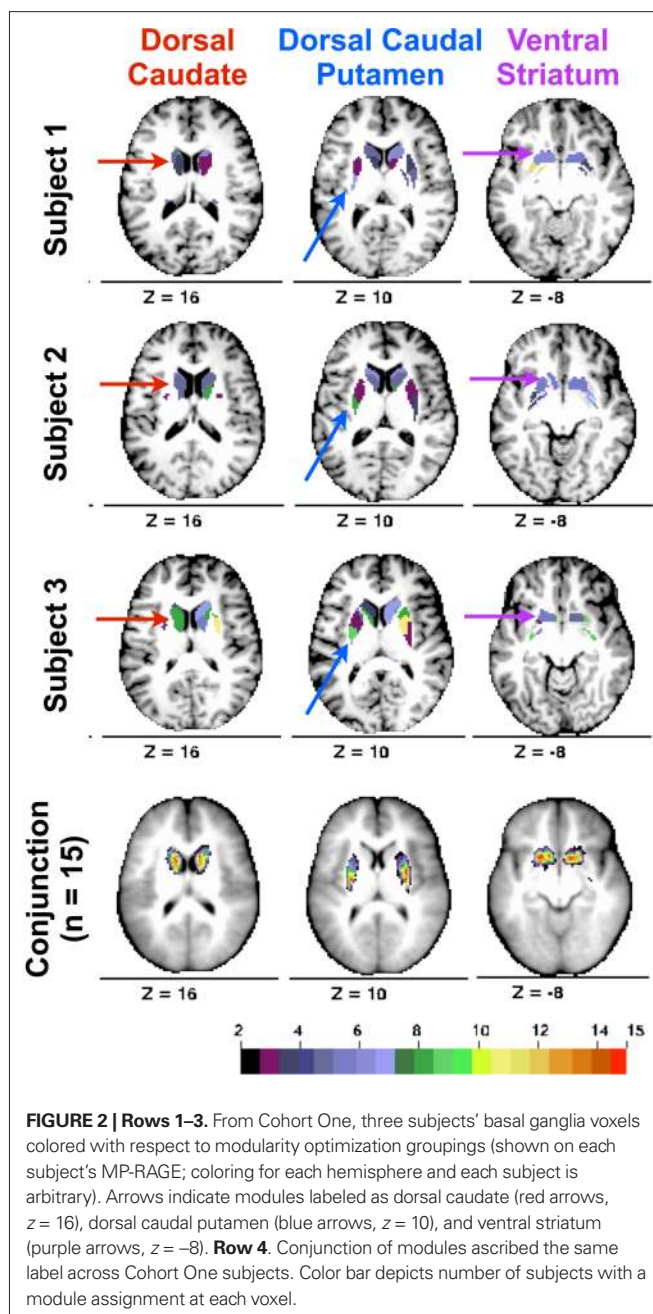 Dorsal Caudate
Dorsal Caudal Putamen
Ventral Striatum
Subject 1
Z = 16
Z = 10
Z = -8
Subject 2
Z = 16
Z = 10
Z = -8
Subject 3
Z = 16
Z = 10
Z = -8
Conjunction
(n = 15)
Z = 16
Z = 10
Z = -8
2 4 6 8 10 12 14 15
FIGURE 2 | Rows 1–3. From Cohort One, three subjects' basal ganglia voxels
colored with respect to modularity optimization groupings (shown on each
subject's MP-RAGE; coloring for each hemisphere and each subject is
arbitrary). Arrows indicate modules labeled as dorsal caudate (red arrows,
z = 16), dorsal caudal putamen (blue arrows, z = 10), and ventral striatum
(purple arrows, z = –8). Row 4. Conjunction of modules ascribed the same
label across Cohort One subjects. Color bar depicts number of subjects with a
module assignment at each voxel.